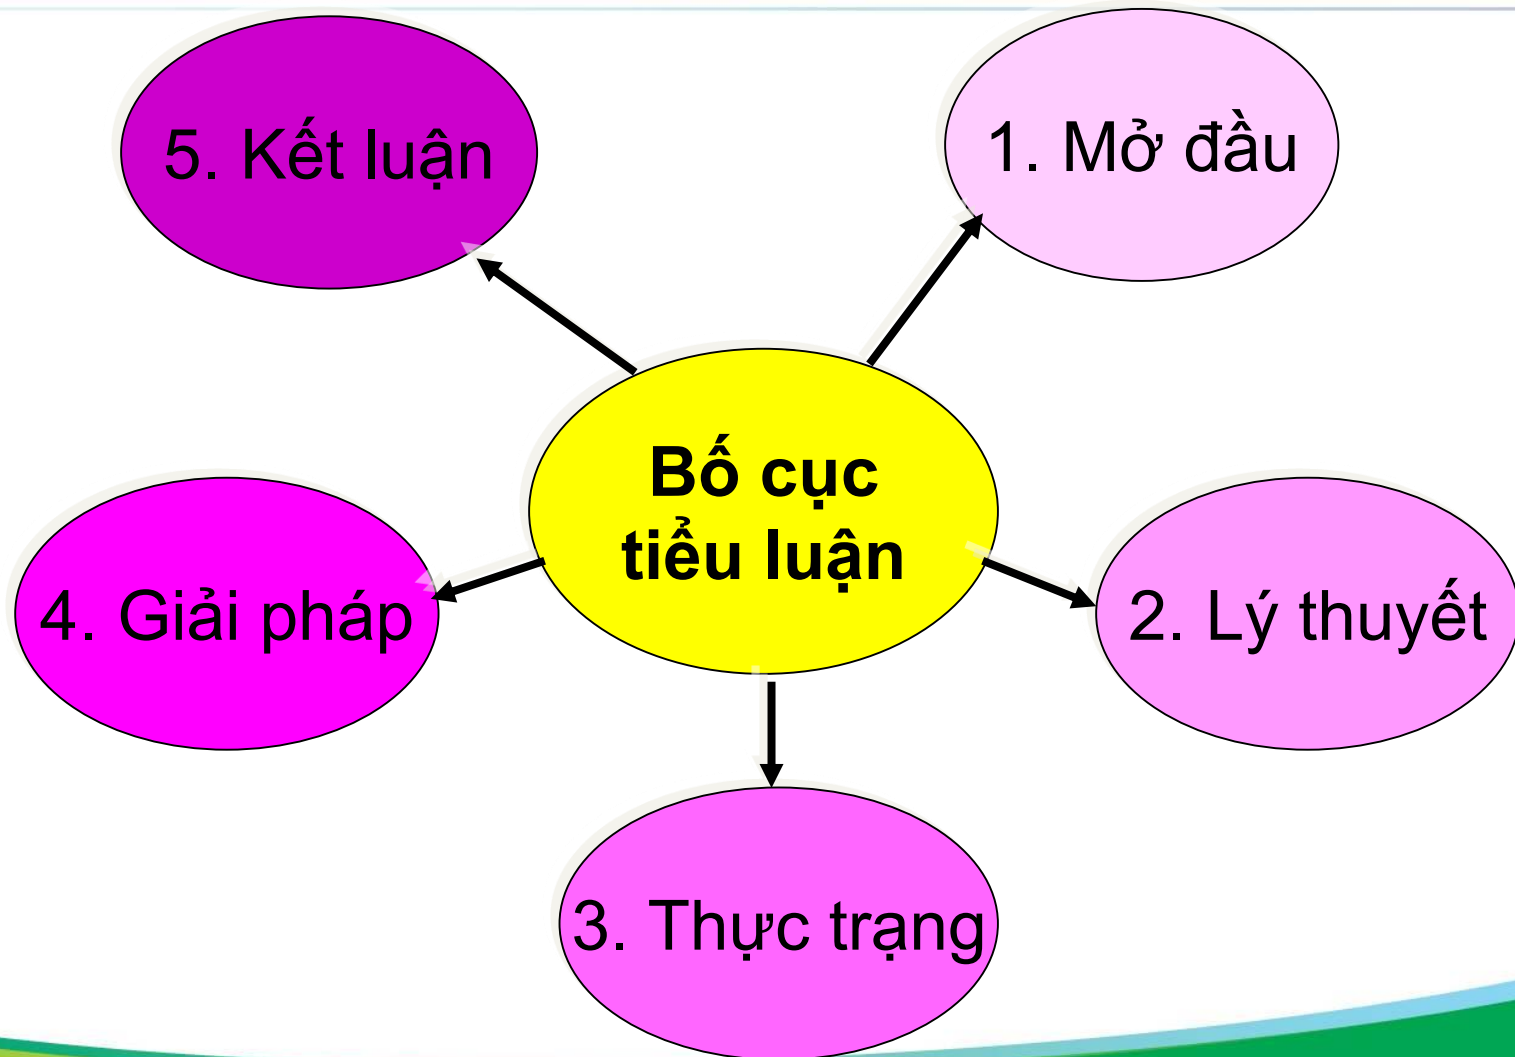 Bố cục
tiểu luận
1. Mở đầu
2. Lý thuyết
3. Thực trạng
4. Giải pháp
5. Kết luận